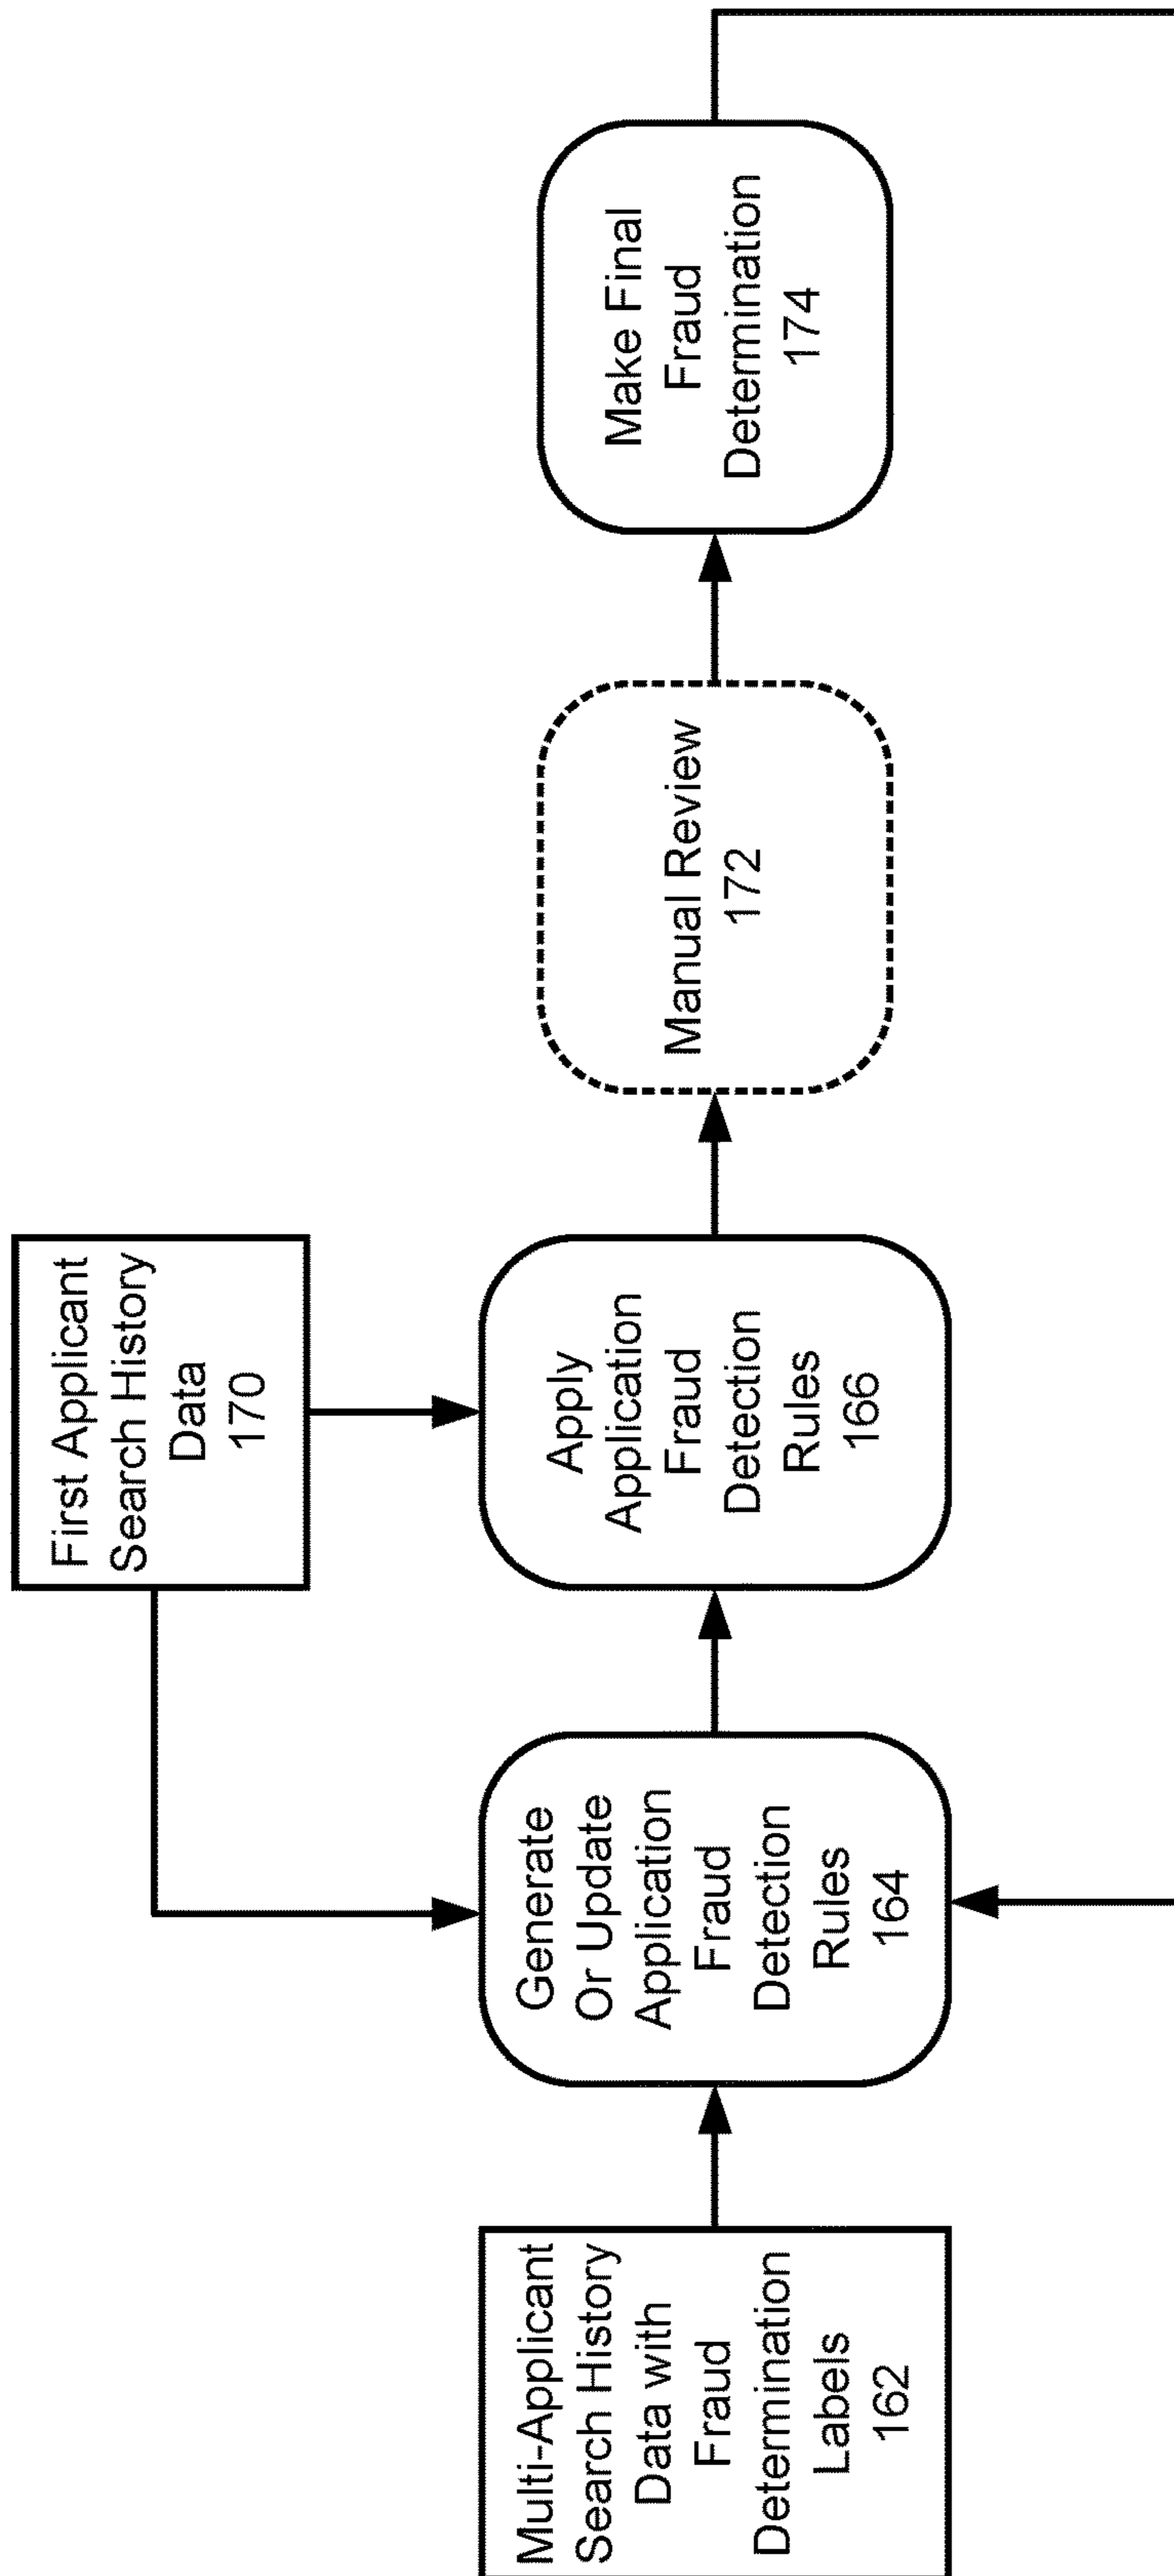 First Applicant
Search History
Data
170
Multi-Applicant
Search History
Data with
Fraud
Determination
Labels
162
Generate
Or Update
Application
Fraud
Detection
Rules
164
Apply
Application
Fraud
Detection
Rules
166
Manual Review
172
Make Final
Fraud
Determination
174